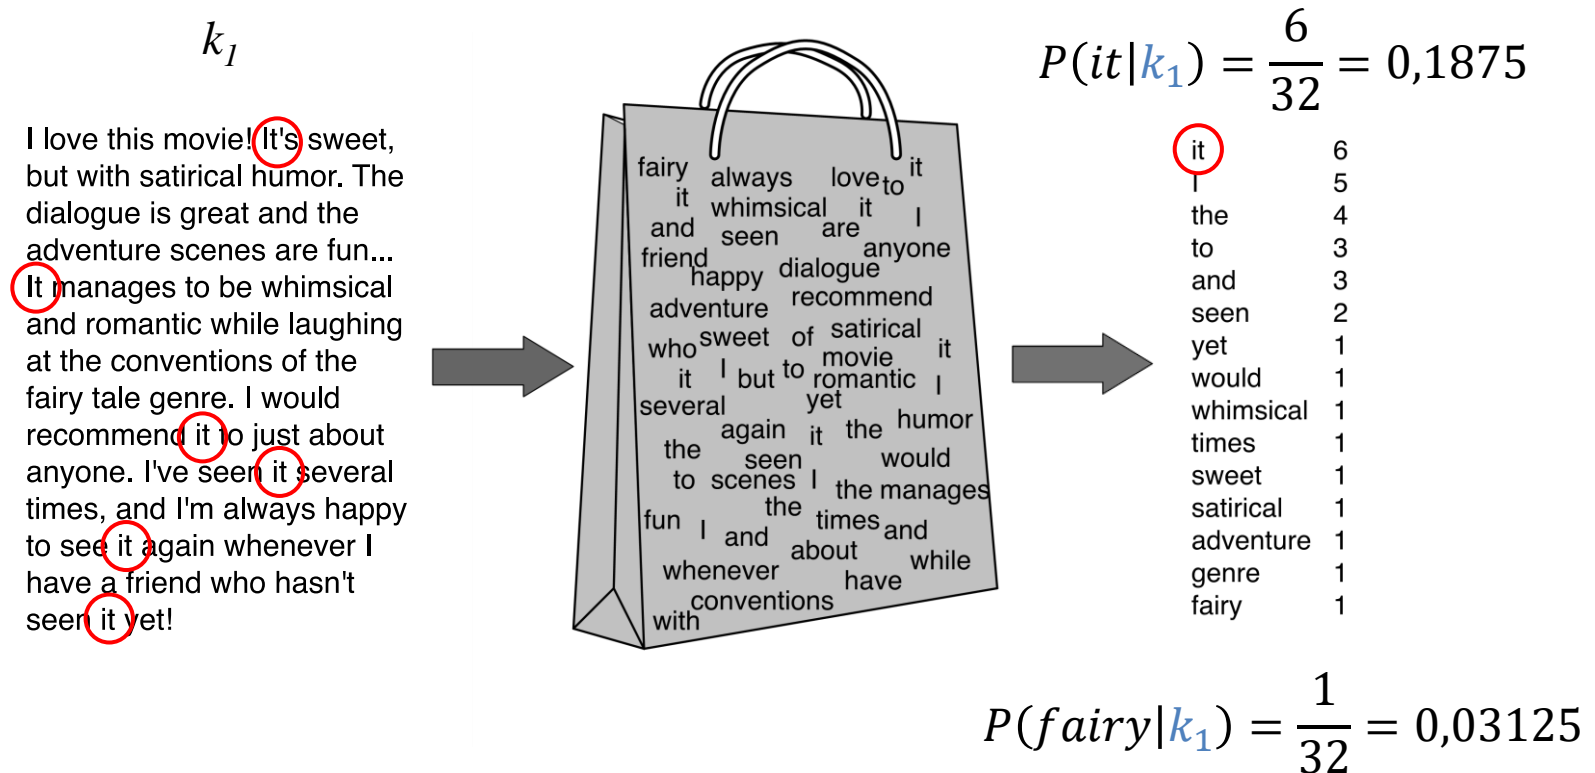 k₁
I love this movie! It's sweet,
but with satirical humor. The
dialogue is great and the
adventure scenes are fun...
It manages to be whimsical
and romantic while laughing
at the conventions of the
fairy tale genre. I would
recommend it to just about
anyone. I've seen it several
times, and I'm always happy
to see it again whenever I
have a friend who hasn't
seen it yet!
fairy always love to it
it whimsical it I
and seen are anyone
friend happy dialogue
adventure recommend
who sweet of satirical
it I but to movie it
romantic I
several yet
again it the humor
the seen would
to scenes I the manages
fun I and the times and
about while
whenever have
conventions
with
P(it|k₁) = 6/32 = 0,1875
it 6
I 5
the 4
to 3
and 3
seen 2
yet 1
would 1
whimsical 1
times 1
sweet 1
satirical 1
adventure 1
genre 1
fairy 1
P(fairy|k₁) = 1/32 = 0,03125